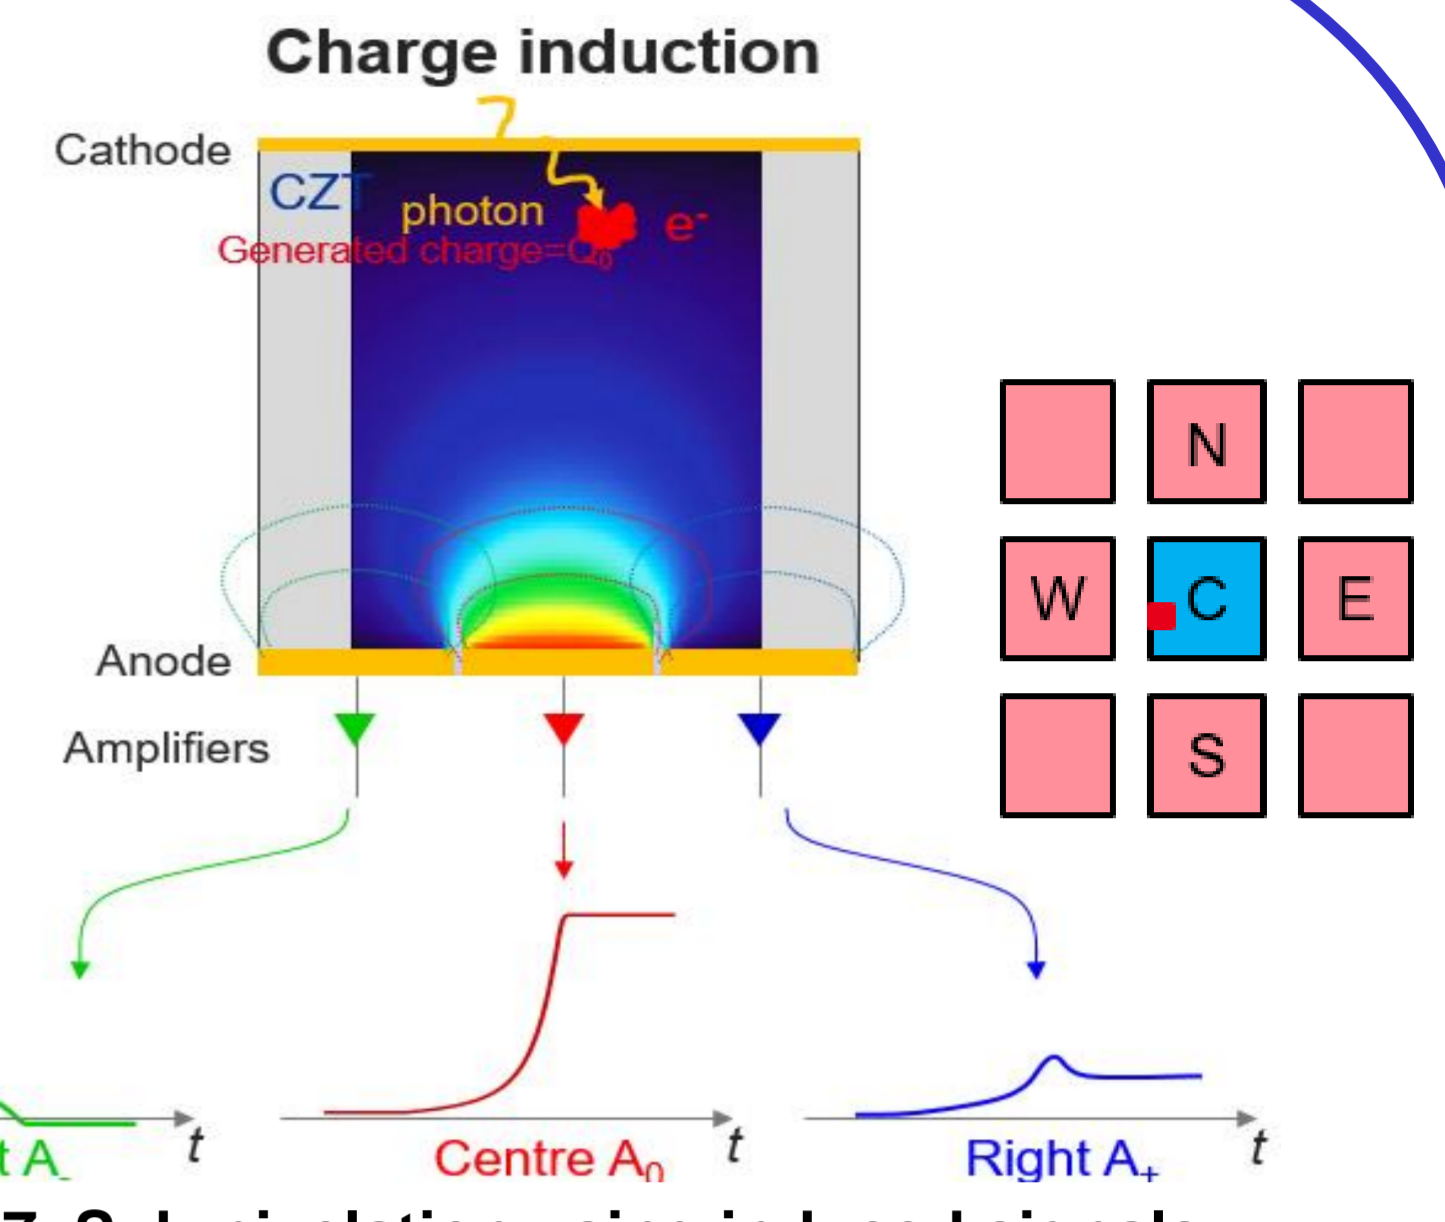 Charge induction
Cathode
CZT
photon
e-
Generated charge=Q0
N
W C E
Anode
S
Amplifiers
t
t
t
t A-
Centre A0
Right A+